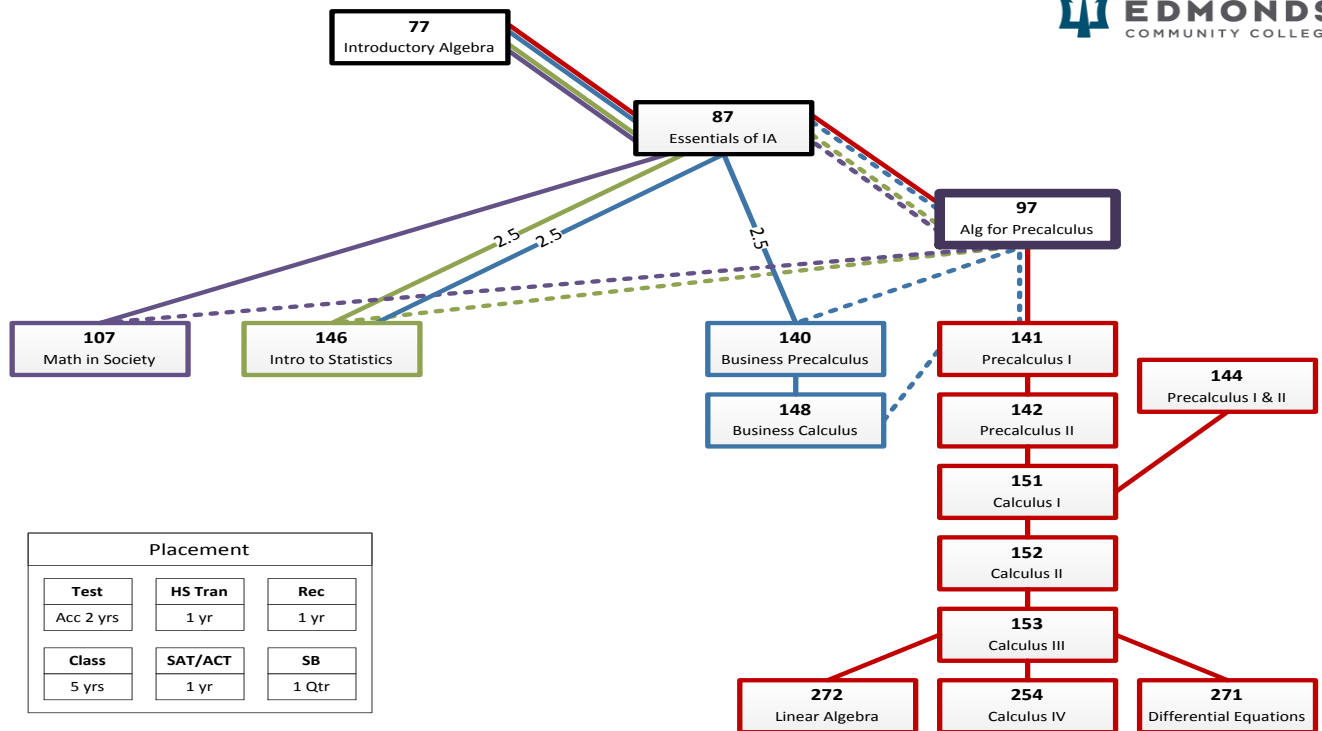 EDMONDS
COMMUNITY COLLEG
77
Introductory Algebra
87
Essentials of IA
97
Alg for Precalculus
2.5
2.5
2.5
107
Math in Society
146
Intro to Statistics
140
Business Precalculus
141
Precalculus I
144
Precalculus I & II
148
Business Calculus
142
Precalculus II
151
Calculus I
152
Calculus II
153
Calculus III
272
Linear Algebra
254
Calculus IV
271
Differential Equations
Placement
Test
Acc 2 yrs
HS Tran
1 yr
Rec
1 yr
Class
5 yrs
SAT/ACT
1 yr
SB
1 Qtr